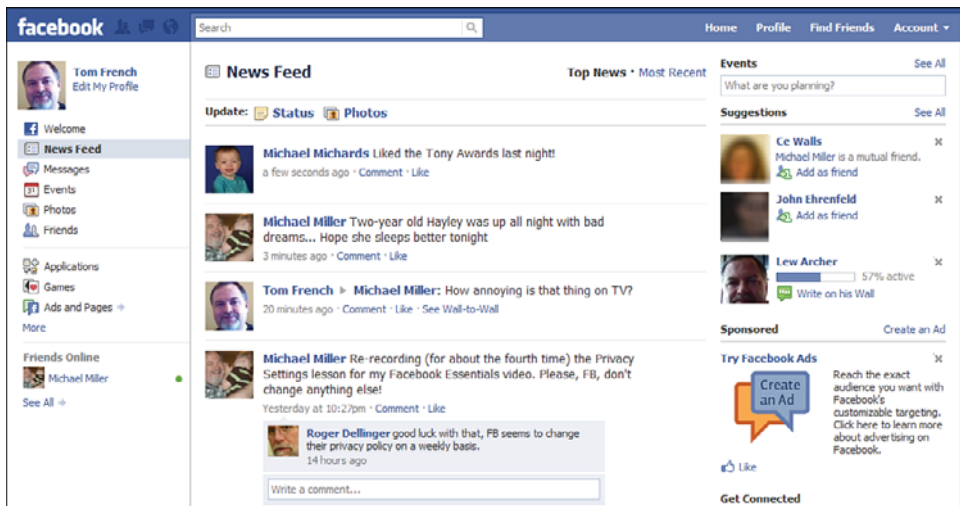 facebook
Search
Home Profile Find Friends Account
Tom French
Edit My Profile
Welcome
News Feed
Messages
31 Events
Photos
Friends
Applications
Games
Ads and Pages
More
Friends Online
Michael Miller
See All
News Feed
Top News · Most Recent
Update: Status Photos
Michael Michards Liked the Tony Awards last night!
a few seconds ago · Comment · Like
Michael Miller Two-year old Hayley was up all night with bad
dreams... Hope she sleeps better tonight
3 minutes ago · Comment · Like
Tom French ▸ Michael Miller: How annoying is that thing on TV?
20 minutes ago · Comment · Like · See Wall-to-Wall
Michael Miller Re-recording (for about the fourth time) the Privacy
Settings lesson for my Facebook Essentials video. Please, FB, don't
change anything else!
Yesterday at 10:27pm · Comment · Like
Roger Dellinger good luck with that, FB seems to change
their privacy policy on a weekly basis.
14 hours ago
Write a comment...
Events See All
What are you planning?
Suggestions See All
Ce Walls
Michael Miller is a mutual friend.
Add as friend
John Ehrenfeld
Add as friend
Lew Archer
57% active
Write on his Wall
Sponsored Create an Ad
Try Facebook Ads
Create
an Ad
Reach the exact
audience you want with
Facebook's
customizable targeting.
Click here to learn more
about advertising on
Facebook.
Like
Get Connected